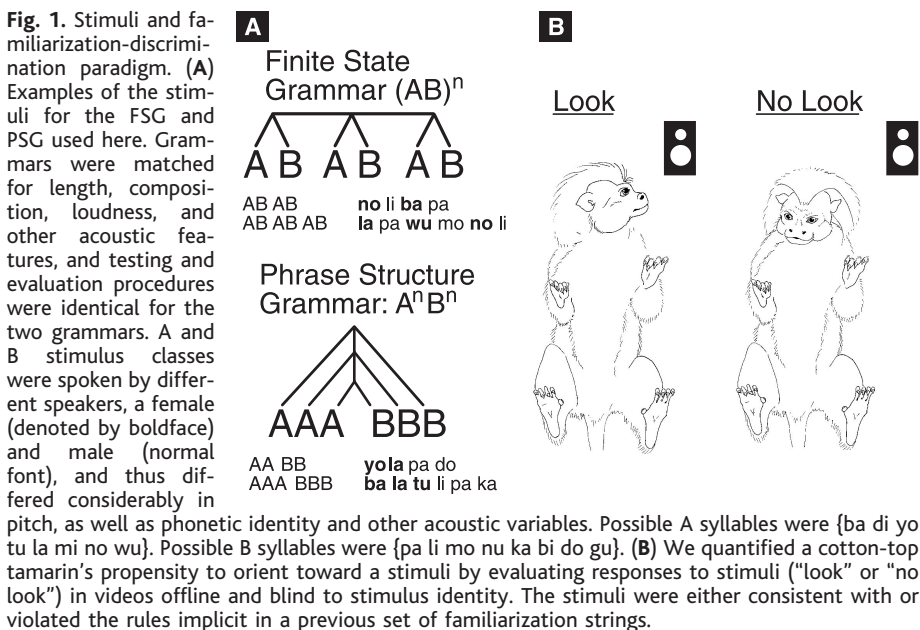 Fig. 1. Stimuli and fa-
miliarization-discrimi-
nation paradigm. (A)
Examples of the stim-
uli for the FSG and
PSG used here. Gram-
mars were matched
for length, composi-
tion, loudness, and
other acoustic fea-
tures, and testing and
evaluation procedures
were identical for the
two grammars. A and
B stimulus classes
were spoken by differ-
ent speakers, a female
(denoted by boldface)
and male (normal
font), and thus dif-
fered considerably in
pitch, as well as phonetic identity and other acoustic variables. Possible A syllables were {ba di yo
tu la mi no wu}. Possible B syllables were {pa li mo nu ka bi do gu}. (B) We quantified a cotton-top
tamarin's propensity to orient toward a stimuli by evaluating responses to stimuli ("look" or "no
look") in videos offline and blind to stimulus identity. The stimuli were either consistent with or
violated the rules implicit in a previous set of familiarization strings.
A
Finite State
Grammar (AB)ⁿ
A B A B A B
AB AB no li ba pa
AB AB AB la pa wu mo no li
Phrase Structure
Grammar: AⁿBⁿ
AAA BBB
AA BB yola pa do
AAA BBB ba la tu li pa ka
B
Look
No Look